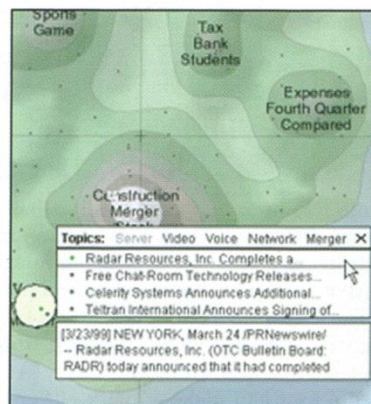 Sports
Game
Tax
Bank
Students
Expenses
Fourth Quarter
Compared
Construction
Merger
Topics: Server Video Voice Network Merger X
Radar Resources, Inc. Completes a...
Free Chat-Room Technology Releases...
Celerity Systems Announces Additional...
Teltran International Announces Signing of...
[3/23/99] NEW YORK, March 24 /PRNewswire/
-- Radar Resources, Inc. (OTC Bulletin Board:
RADR) today announced that it had completed